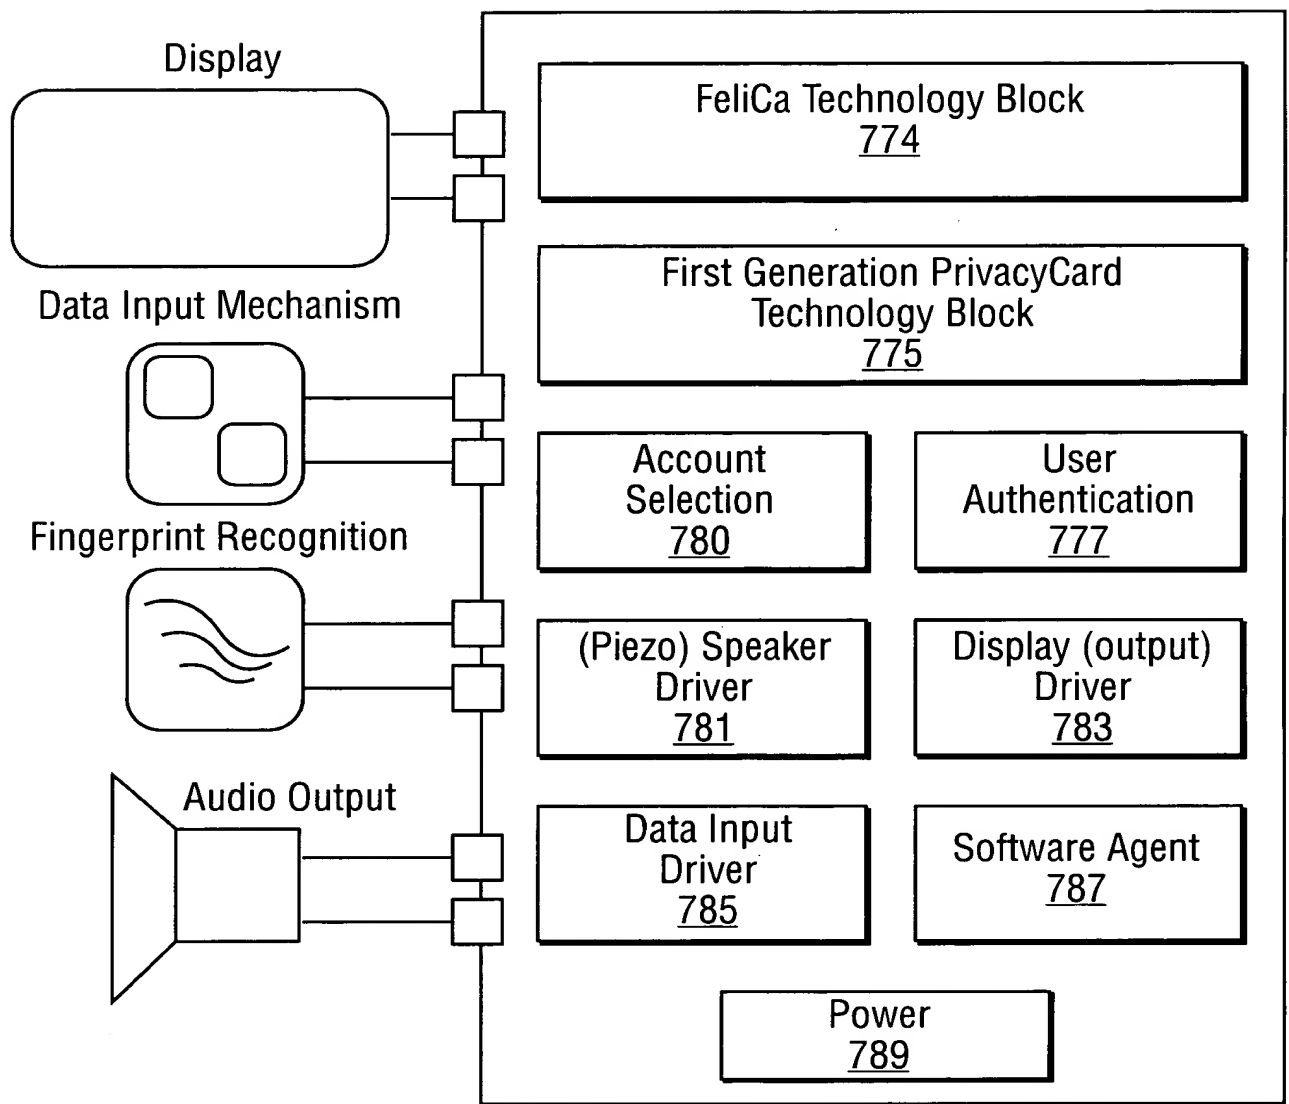 Display
FeliCa Technology Block
774
First Generation PrivacyCard
Technology Block
775
Data Input Mechanism
Account
Selection
780
User
Authentication
777
Fingerprint Recognition
(Piezo) Speaker
Driver
781
Display (output)
Driver
783
Audio Output
Data Input
Driver
785
Software Agent
787
Power
789